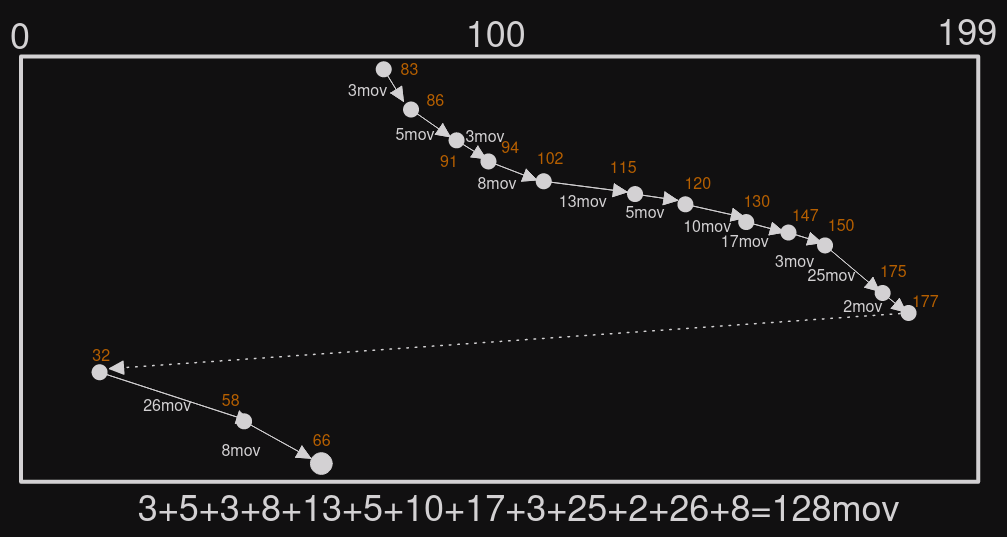 0 100 199
83
3mov
86
5mov 3mov
91 94 102
8mov
115
13mov
120
5mov
130
10mov
147
17mov
150
3mov
25mov
175
2mov 177
32
26mov
58
8mov
66
3+5+3+8+13+5+10+17+3+25+2+26+8=128mov